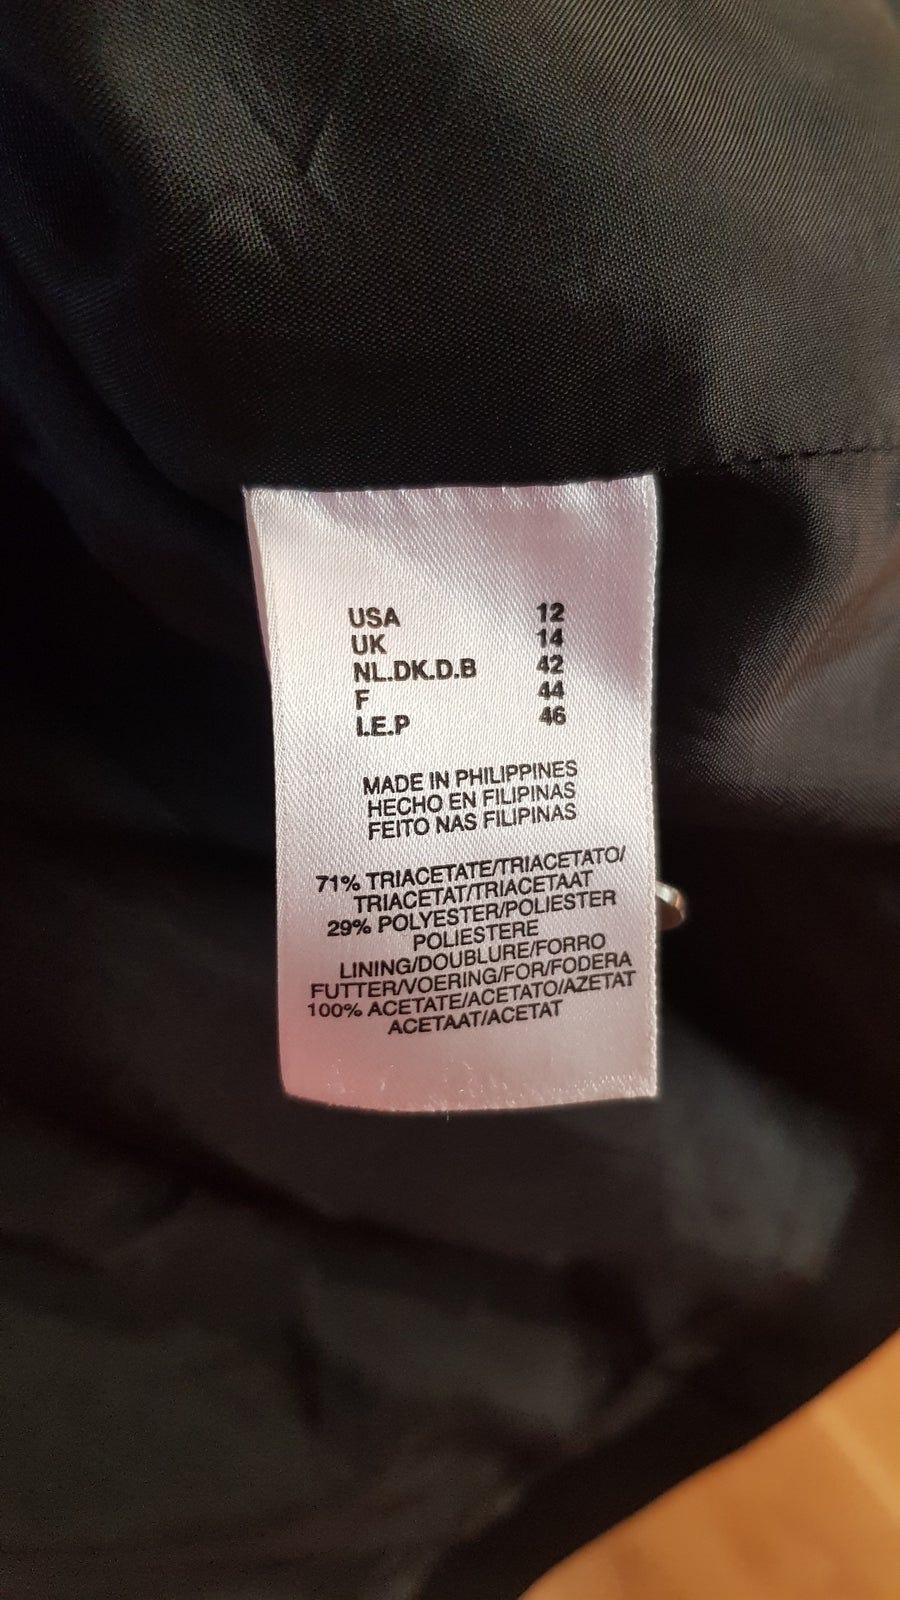 USA 12
UK 14
NL.DK.D.B 42
F 44
I.E.P 46
MADE IN PHILIPPINES
HECHO EN FILIPINAS
FEITO NAS FILIPINAS
71% TRIACETATE/TRIACETATO/
TRIACETAT/TRIACETAAT
29% POLYESTER/POLIESTER
POLIESTERE
LINING/DOUBLURE/FORRO
FUTTER/VOERING/FOR/FODERA
100% ACETATE/ACETATO/AZETAT
ACETAAT/ACETAT